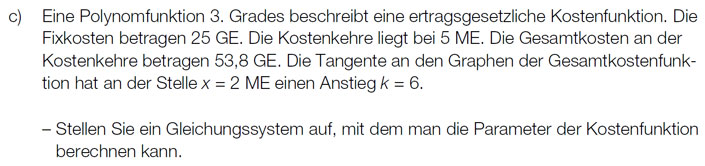 c) Eine Polynomfunktion 3. Grades beschreibt eine ertragsgesetzliche Kostenfunktion. Die
Fixkosten betragen 25 GE. Die Kostenkehre liegt bei 5 ME. Die Gesamtkosten an der
Kostenkehre betragen 53,8 GE. Die Tangente an den Graphen der Gesamtkostenfunk-
tion hat an der Stelle x = 2 ME einen Anstieg k = 6.
– Stellen Sie ein Gleichungssystem auf, mit dem man die Parameter der Kostenfunktion
berechnen kann.